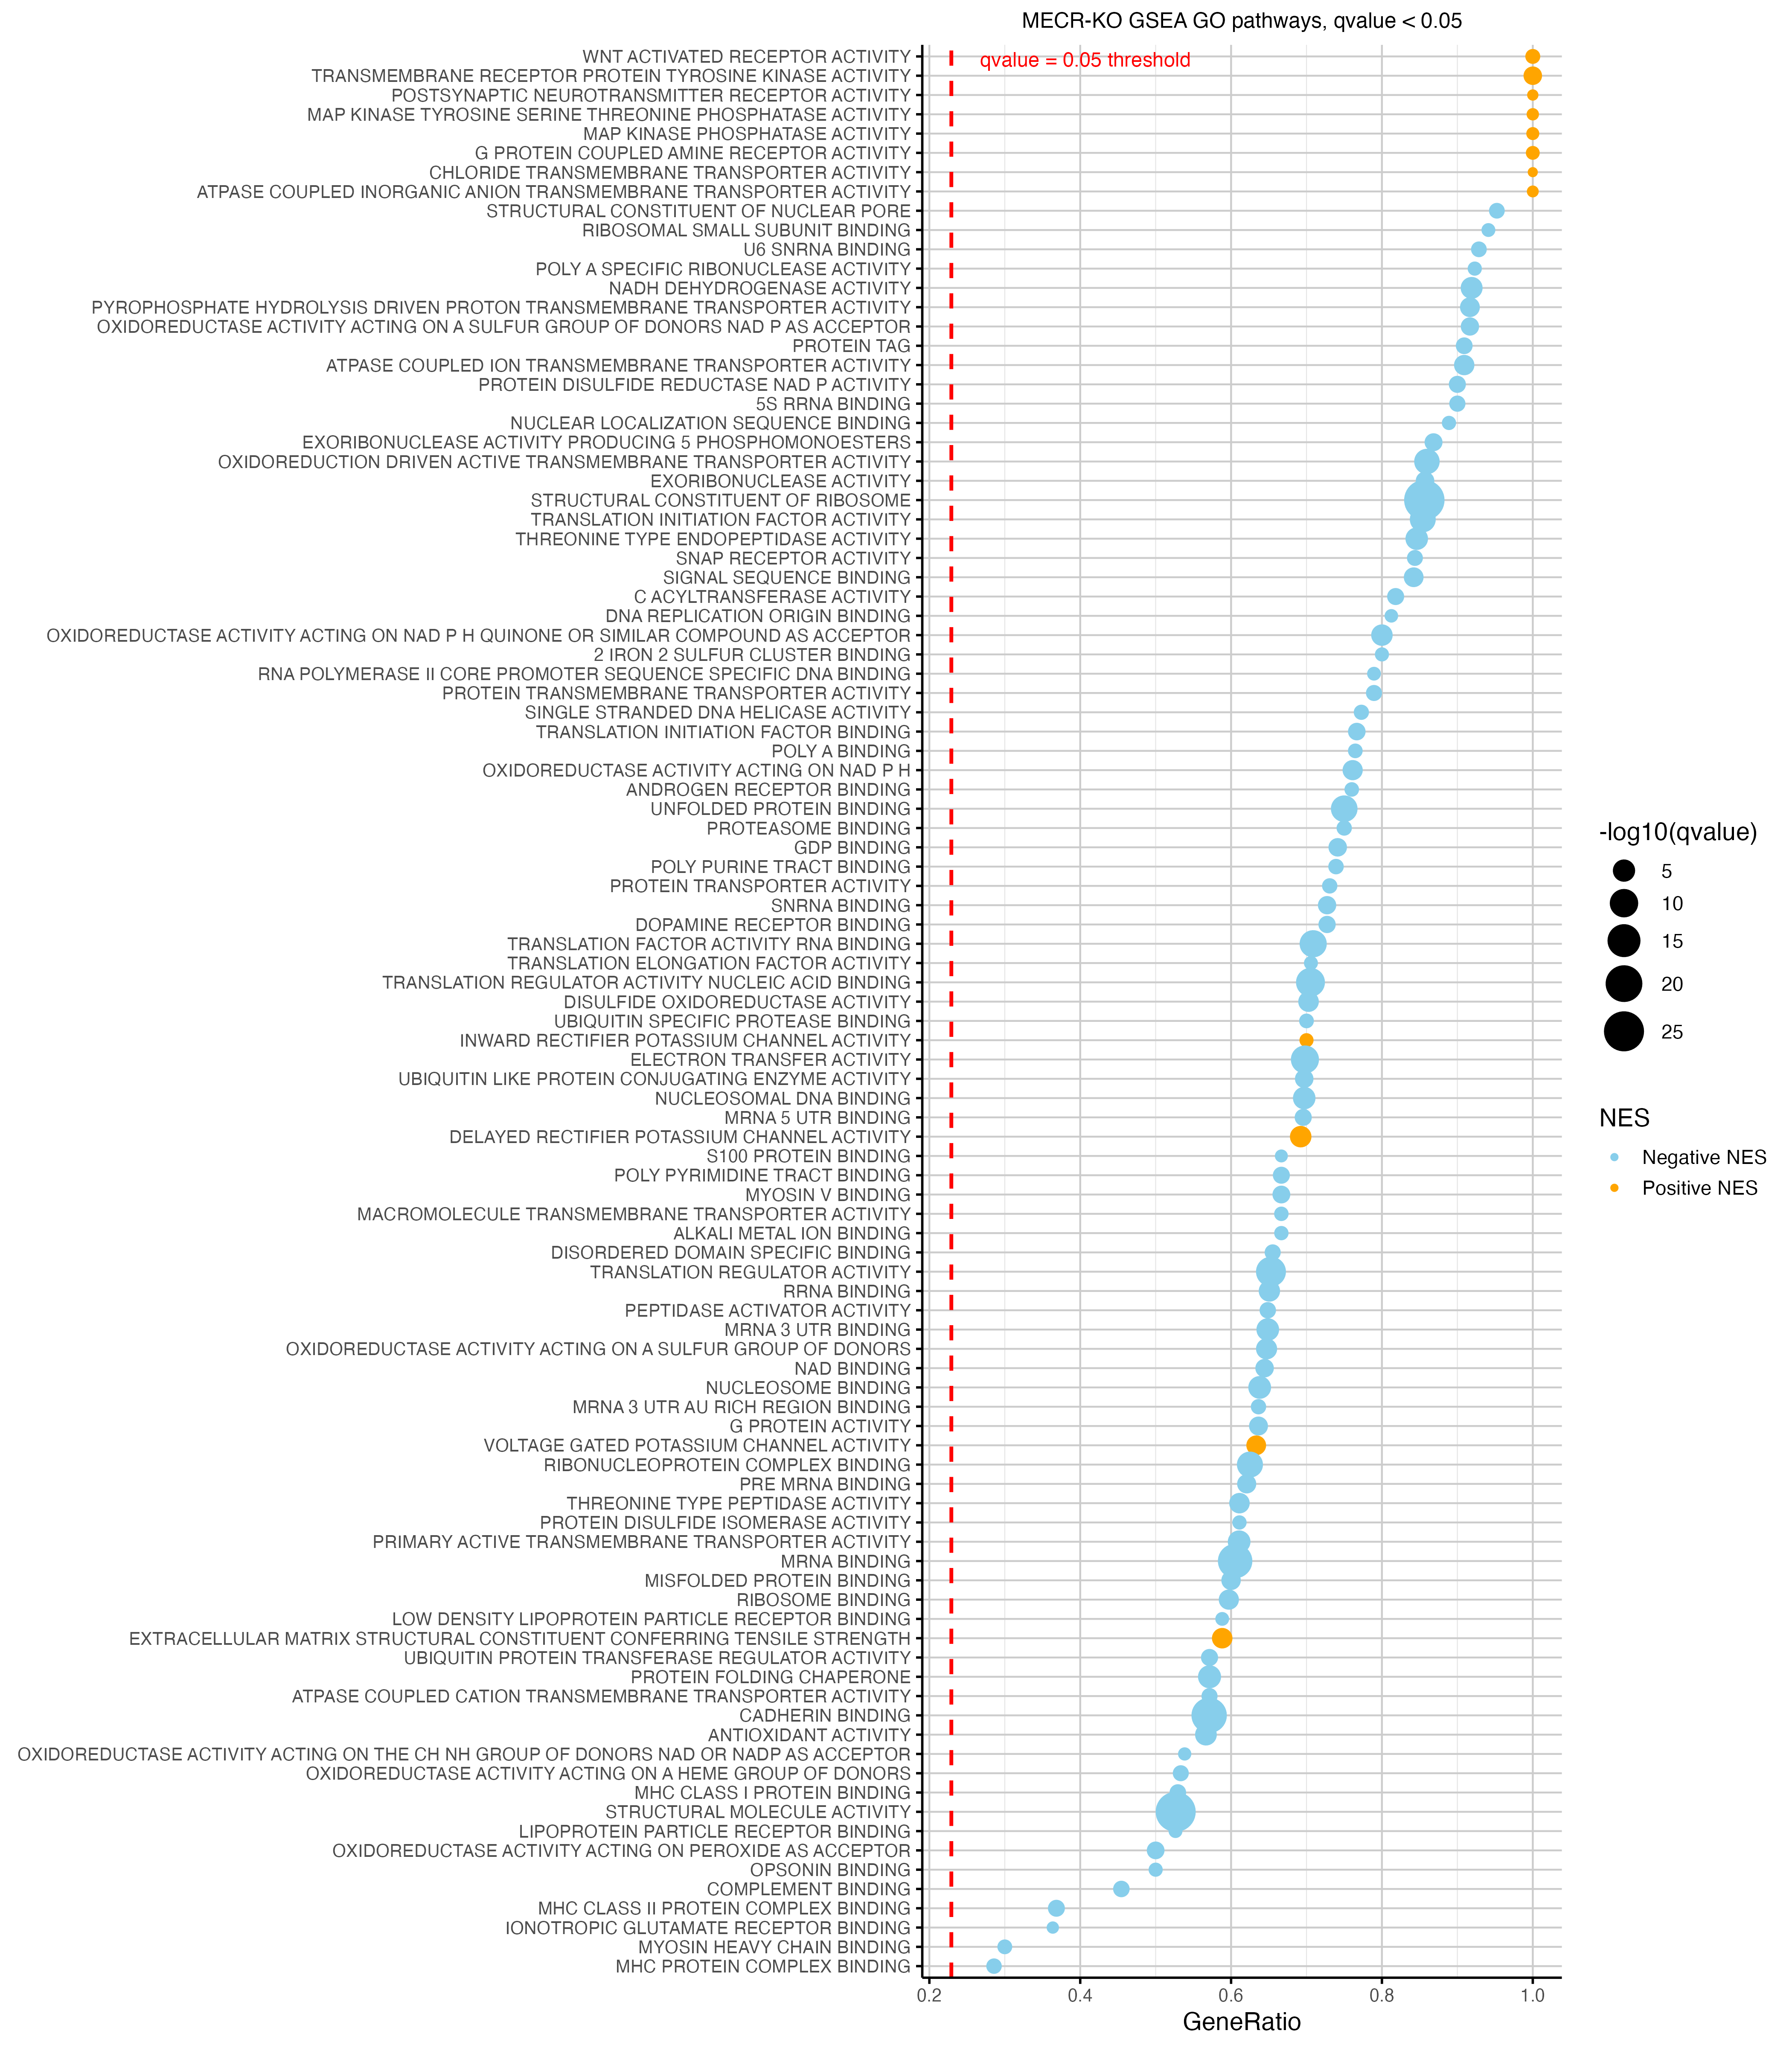 MECR-KO GSEA GO pathways, qvalue < 0.05
qvalue = 0.05 threshold
WNT ACTIVATED RECEPTOR ACTIVITY
TRANSMEMBRANE RECEPTOR PROTEIN TYROSINE KINASE ACTIVITY
POSTSYNAPTIC NEUROTRANSMITTER RECEPTOR ACTIVITY
MAP KINASE TYROSINE SERINE THREONINE PHOSPHATASE ACTIVITY
MAP KINASE PHOSPHATASE ACTIVITY
G PROTEIN COUPLED AMINE RECEPTOR ACTIVITY
CHLORIDE TRANSMEMBRANE TRANSPORTER ACTIVITY
ATPASE COUPLED INORGANIC ANION TRANSMEMBRANE TRANSPORTER ACTIVITY
STRUCTURAL CONSTITUENT OF NUCLEAR PORE
RIBOSOMAL SMALL SUBUNIT BINDING
U6 SNRNA BINDING
POLY A SPECIFIC RIBONUCLEASE ACTIVITY
NADH DEHYDROGENASE ACTIVITY
PYROPHOSPHATE HYDROLYSIS DRIVEN PROTON TRANSMEMBRANE TRANSPORTER ACTIVITY
OXIDOREDUCTASE ACTIVITY ACTING ON A SULFUR GROUP OF DONORS NAD P AS ACCEPTOR
PROTEIN TAG
ATPASE COUPLED ION TRANSMEMBRANE TRANSPORTER ACTIVITY
PROTEIN DISULFIDE REDUCTASE NAD P ACTIVITY
5S RRNA BINDING
NUCLEAR LOCALIZATION SEQUENCE BINDING
EXORIBONUCLEASE ACTIVITY PRODUCING 5 PHOSPHOMONOESTERS
OXIDOREDUCTION DRIVEN ACTIVE TRANSMEMBRANE TRANSPORTER ACTIVITY
EXORIBONUCLEASE ACTIVITY
STRUCTURAL CONSTITUENT OF RIBOSOME
TRANSLATION INITIATION FACTOR ACTIVITY
THREONINE TYPE ENDOPEPTIDASE ACTIVITY
SNAP RECEPTOR ACTIVITY
SIGNAL SEQUENCE BINDING
C ACYLTRANSFERASE ACTIVITY
DNA REPLICATION ORIGIN BINDING
OXIDOREDUCTASE ACTIVITY ACTING ON NAD P H QUINONE OR SIMILAR COMPOUND AS ACCEPTOR
2 IRON 2 SULFUR CLUSTER BINDING
RNA POLYMERASE II CORE PROMOTER SEQUENCE SPECIFIC DNA BINDING
PROTEIN TRANSMEMBRANE TRANSPORTER ACTIVITY
SINGLE STRANDED DNA HELICASE ACTIVITY
TRANSLATION INITIATION FACTOR BINDING
POLY A BINDING
OXIDOREDUCTASE ACTIVITY ACTING ON NAD P H
ANDROGEN RECEPTOR BINDING
UNFOLDED PROTEIN BINDING
PROTEASOME BINDING
GDP BINDING
POLY PURINE TRACT BINDING
PROTEIN TRANSPORTER ACTIVITY
SNRNA BINDING
DOPAMINE RECEPTOR BINDING
TRANSLATION FACTOR ACTIVITY RNA BINDING
TRANSLATION ELONGATION FACTOR ACTIVITY
TRANSLATION REGULATOR ACTIVITY NUCLEIC ACID BINDING
DISULFIDE OXIDOREDUCTASE ACTIVITY
UBIQUITIN SPECIFIC PROTEASE BINDING
INWARD RECTIFIER POTASSIUM CHANNEL ACTIVITY
ELECTRON TRANSFER ACTIVITY
UBIQUITIN LIKE PROTEIN CONJUGATING ENZYME ACTIVITY
NUCLEOSOMAL DNA BINDING
MRNA 5 UTR BINDING
DELAYED RECTIFIER POTASSIUM CHANNEL ACTIVITY
S100 PROTEIN BINDING
POLY PYRIMIDINE TRACT BINDING
MYOSIN V BINDING
MACROMOLECULE TRANSMEMBRANE TRANSPORTER ACTIVITY
ALKALI METAL ION BINDING
DISORDERED DOMAIN SPECIFIC BINDING
TRANSLATION REGULATOR ACTIVITY
RRNA BINDING
PEPTIDASE ACTIVATOR ACTIVITY
MRNA 3 UTR BINDING
OXIDOREDUCTASE ACTIVITY ACTING ON A SULFUR GROUP OF DONORS
NAD BINDING
NUCLEOSOME BINDING
MRNA 3 UTR AU RICH REGION BINDING
G PROTEIN ACTIVITY
VOLTAGE GATED POTASSIUM CHANNEL ACTIVITY
RIBONUCLEOPROTEIN COMPLEX BINDING
PRE MRNA BINDING
THREONINE TYPE PEPTIDASE ACTIVITY
PROTEIN DISULFIDE ISOMERASE ACTIVITY
PRIMARY ACTIVE TRANSMEMBRANE TRANSPORTER ACTIVITY
MRNA BINDING
MISFOLDED PROTEIN BINDING
RIBOSOME BINDING
LOW DENSITY LIPOPROTEIN PARTICLE RECEPTOR BINDING
EXTRACELLULAR MATRIX STRUCTURAL CONSTITUENT CONFERRING TENSILE STRENGTH
UBIQUITIN PROTEIN TRANSFERASE REGULATOR ACTIVITY
PROTEIN FOLDING CHAPERONE
ATPASE COUPLED CATION TRANSMEMBRANE TRANSPORTER ACTIVITY
CADHERIN BINDING
ANTIOXIDANT ACTIVITY
OXIDOREDUCTASE ACTIVITY ACTING ON THE CH NH GROUP OF DONORS NAD OR NADP AS ACCEPTOR
OXIDOREDUCTASE ACTIVITY ACTING ON A HEME GROUP OF DONORS
MHC CLASS I PROTEIN BINDING
STRUCTURAL MOLECULE ACTIVITY
LIPOPROTEIN PARTICLE RECEPTOR BINDING
OXIDOREDUCTASE ACTIVITY ACTING ON PEROXIDE AS ACCEPTOR
OPSONIN BINDING
COMPLEMENT BINDING
MHC CLASS II PROTEIN COMPLEX BINDING
IONOTROPIC GLUTAMATE RECEPTOR BINDING
MYOSIN HEAVY CHAIN BINDING
MHC PROTEIN COMPLEX BINDING
0.2 0.4 0.6 0.8 1.0
GeneRatio
-log10(qvalue)
5
10
15
20
25
NES
Negative NES
Positive NES